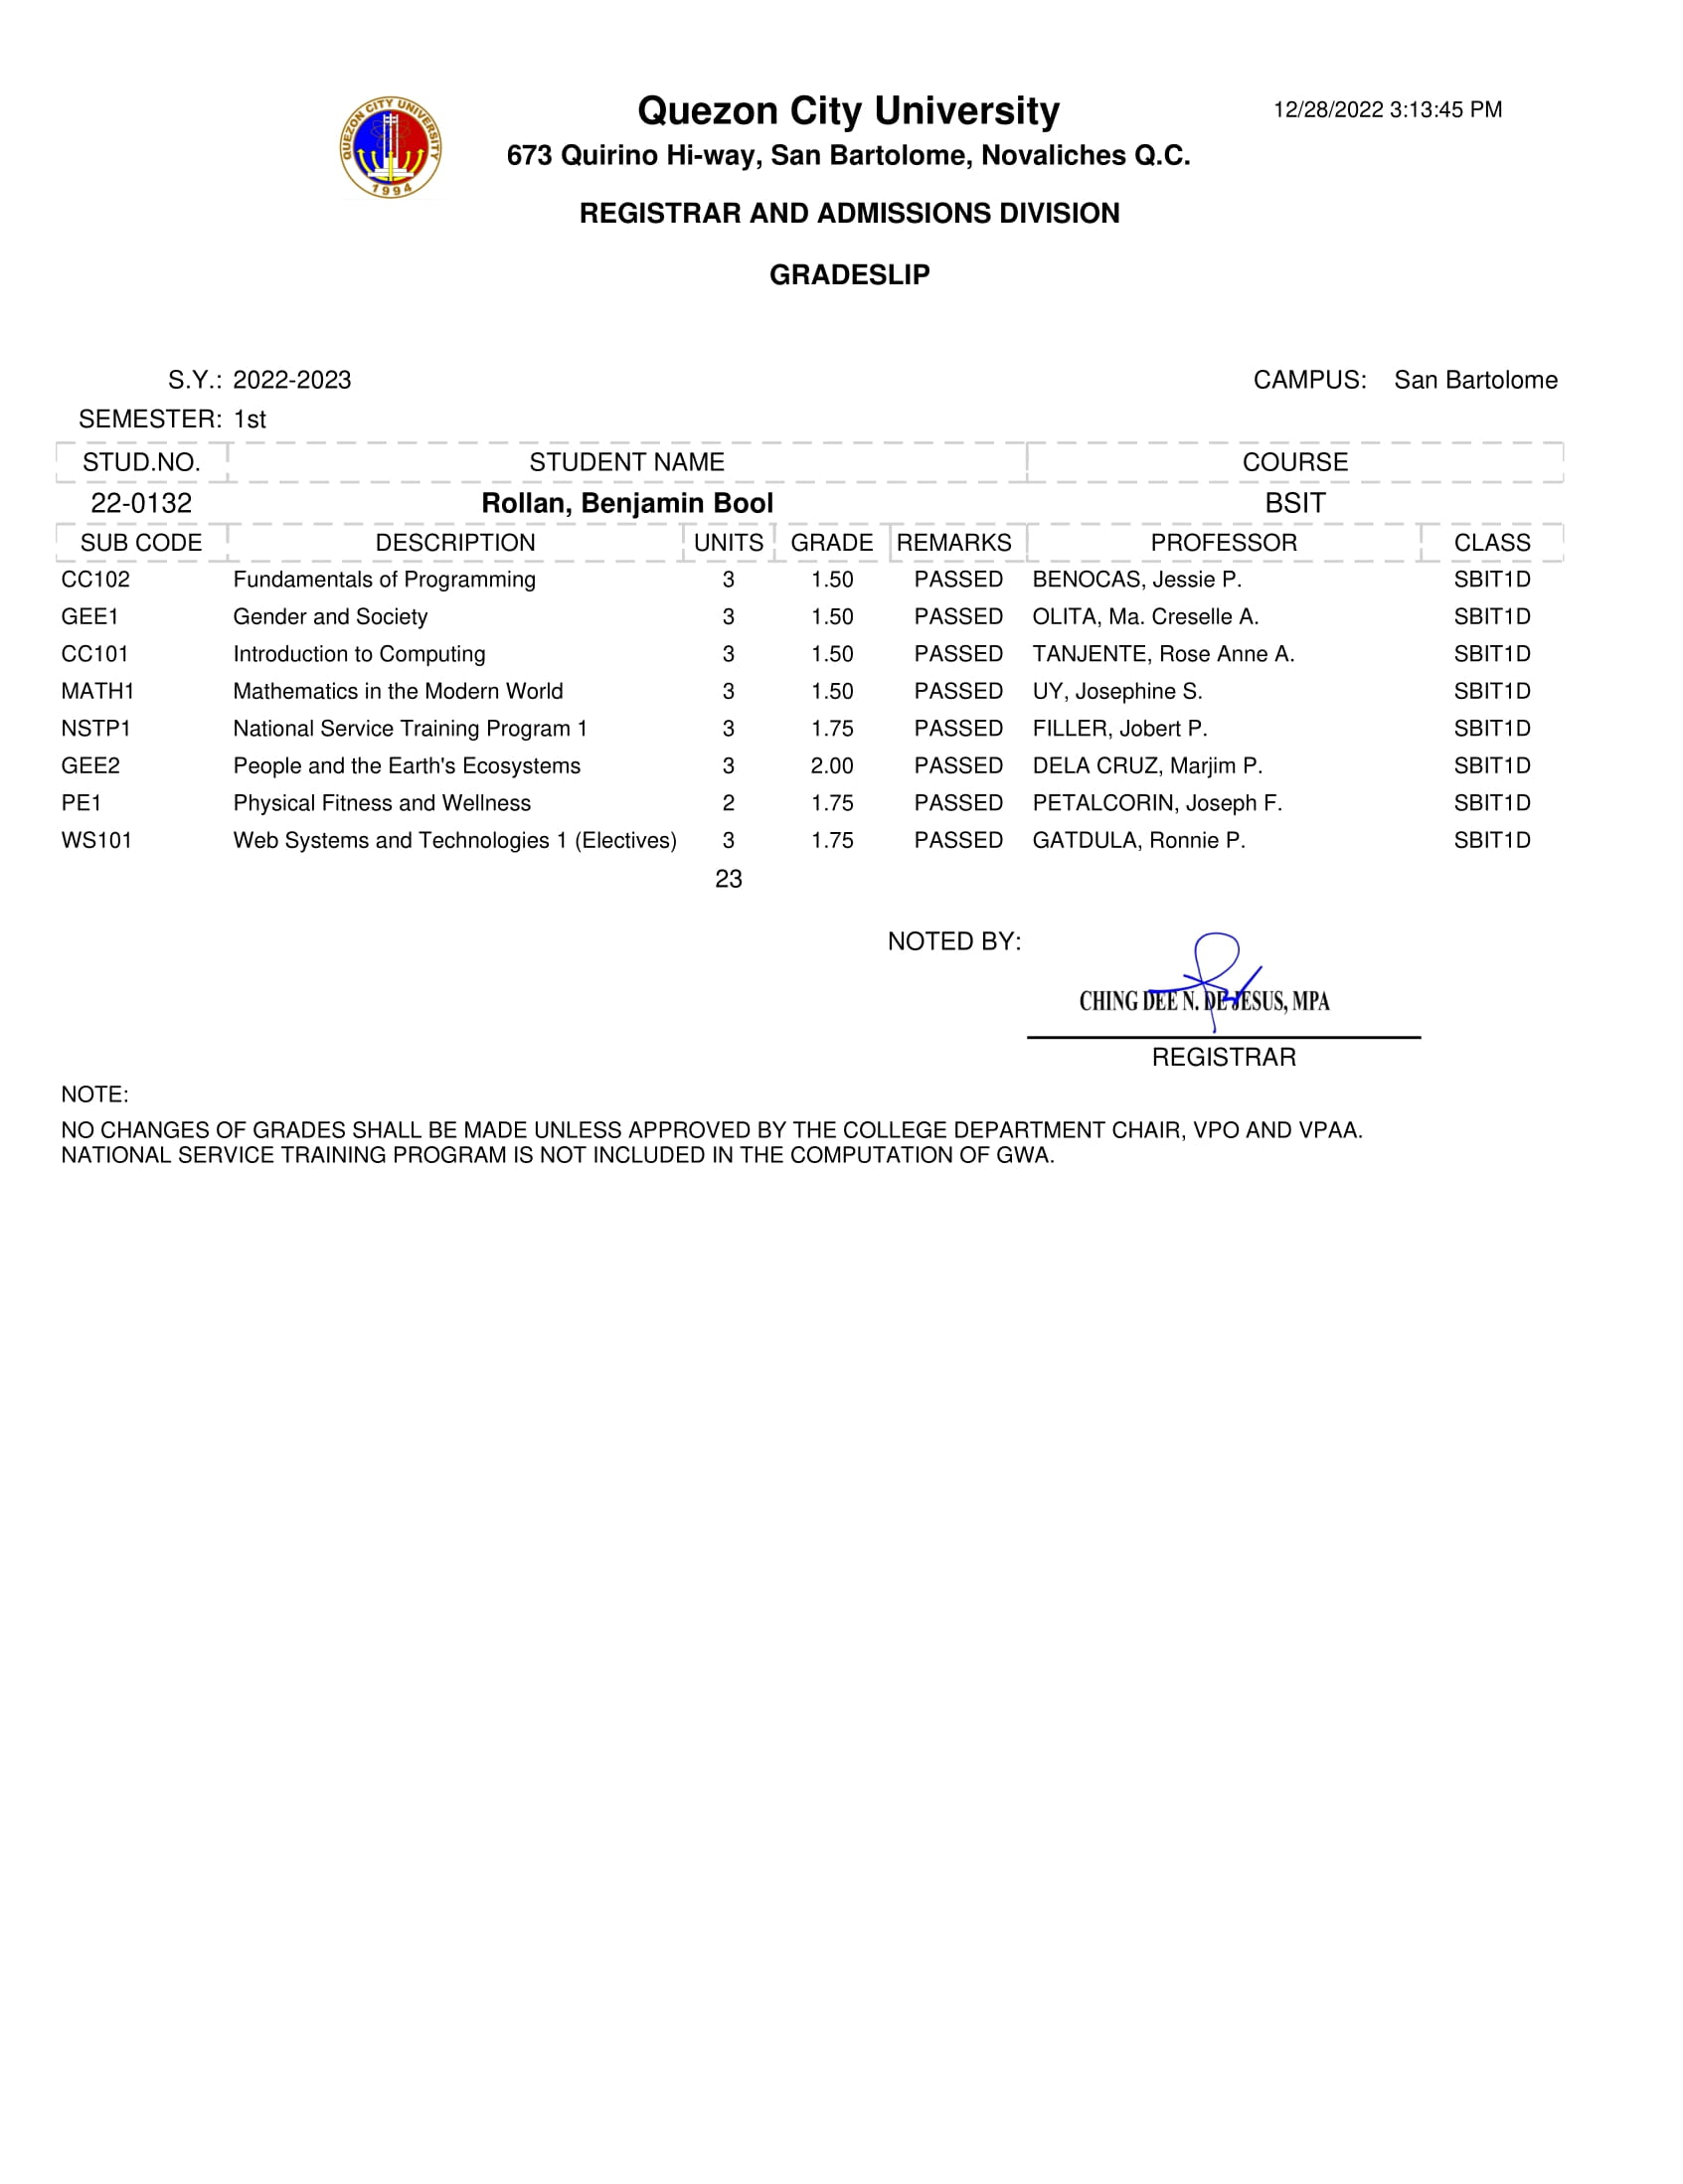 QUEZON CITY UNIVERSITY
1994
Quezon City University
12/28/2022 3:13:45 PM
673 Quirino Hi-way, San Bartolome, Novaliches Q.C.
REGISTRAR AND ADMISSIONS DIVISION
GRADESLIP
S.Y.: 2022-2023 CAMPUS: San Bartolome
SEMESTER: 1st
STUD.NO. STUDENT NAME COURSE
22-0132 Rollan, Benjamin Bool BSIT
SUB CODE DESCRIPTION UNITS GRADE REMARKS PROFESSOR CLASS
CC102 Fundamentals of Programming 3 1.50 PASSED BENOCAS, Jessie P. SBIT1D
GEE1 Gender and Society 3 1.50 PASSED OLITA, Ma. Creselle A. SBIT1D
CC101 Introduction to Computing 3 1.50 PASSED TANJENTE, Rose Anne A. SBIT1D
MATH1 Mathematics in the Modern World 3 1.50 PASSED UY, Josephine S. SBIT1D
NSTP1 National Service Training Program 1 3 1.75 PASSED FILLER, Jobert P. SBIT1D
GEE2 People and the Earth's Ecosystems 3 2.00 PASSED DELA CRUZ, Marjim P. SBIT1D
PE1 Physical Fitness and Wellness 2 1.75 PASSED PETALCORIN, Joseph F. SBIT1D
WS101 Web Systems and Technologies 1 (Electives) 3 1.75 PASSED GATDULA, Ronnie P. SBIT1D
23
NOTED BY:
CHING DEE N. DE JESUS, MPA
REGISTRAR
NOTE:
NO CHANGES OF GRADES SHALL BE MADE UNLESS APPROVED BY THE COLLEGE DEPARTMENT CHAIR, VPO AND VPAA.
NATIONAL SERVICE TRAINING PROGRAM IS NOT INCLUDED IN THE COMPUTATION OF GWA.